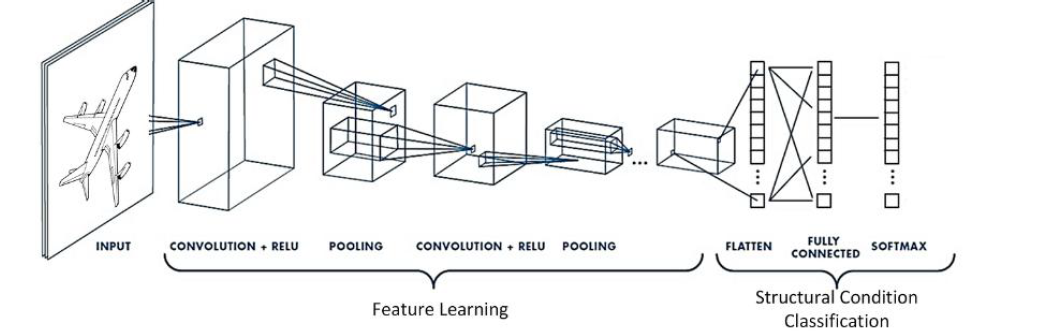 INPUT
CONVOLUTION + RELU
POOLING
CONVOLUTION + RELU
POOLING
...
FLATTEN
FULLY
CONNECTED
SOFTMAX
Feature Learning
Structural Condition
Classification